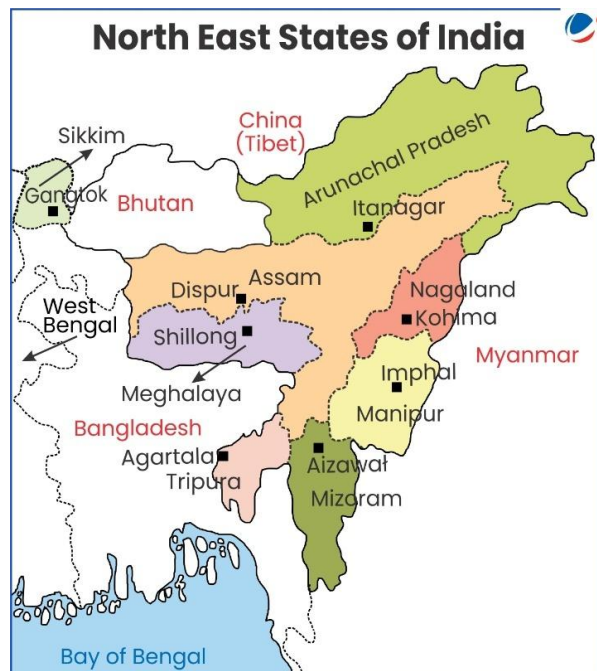 North East States of India
China
(Tibet)
Sikkim
Arunachal Pradesh
Gangtok
Bhutan
Itanagar
Assam
Dispur
Nagaland
West
Bengal
Shillong
Kohima
Myanmar
Meghalaya
Imphal
Manipur
Bangladesh
Agartala
Tripura
Aizawal
Mizoram
Bay of Bengal